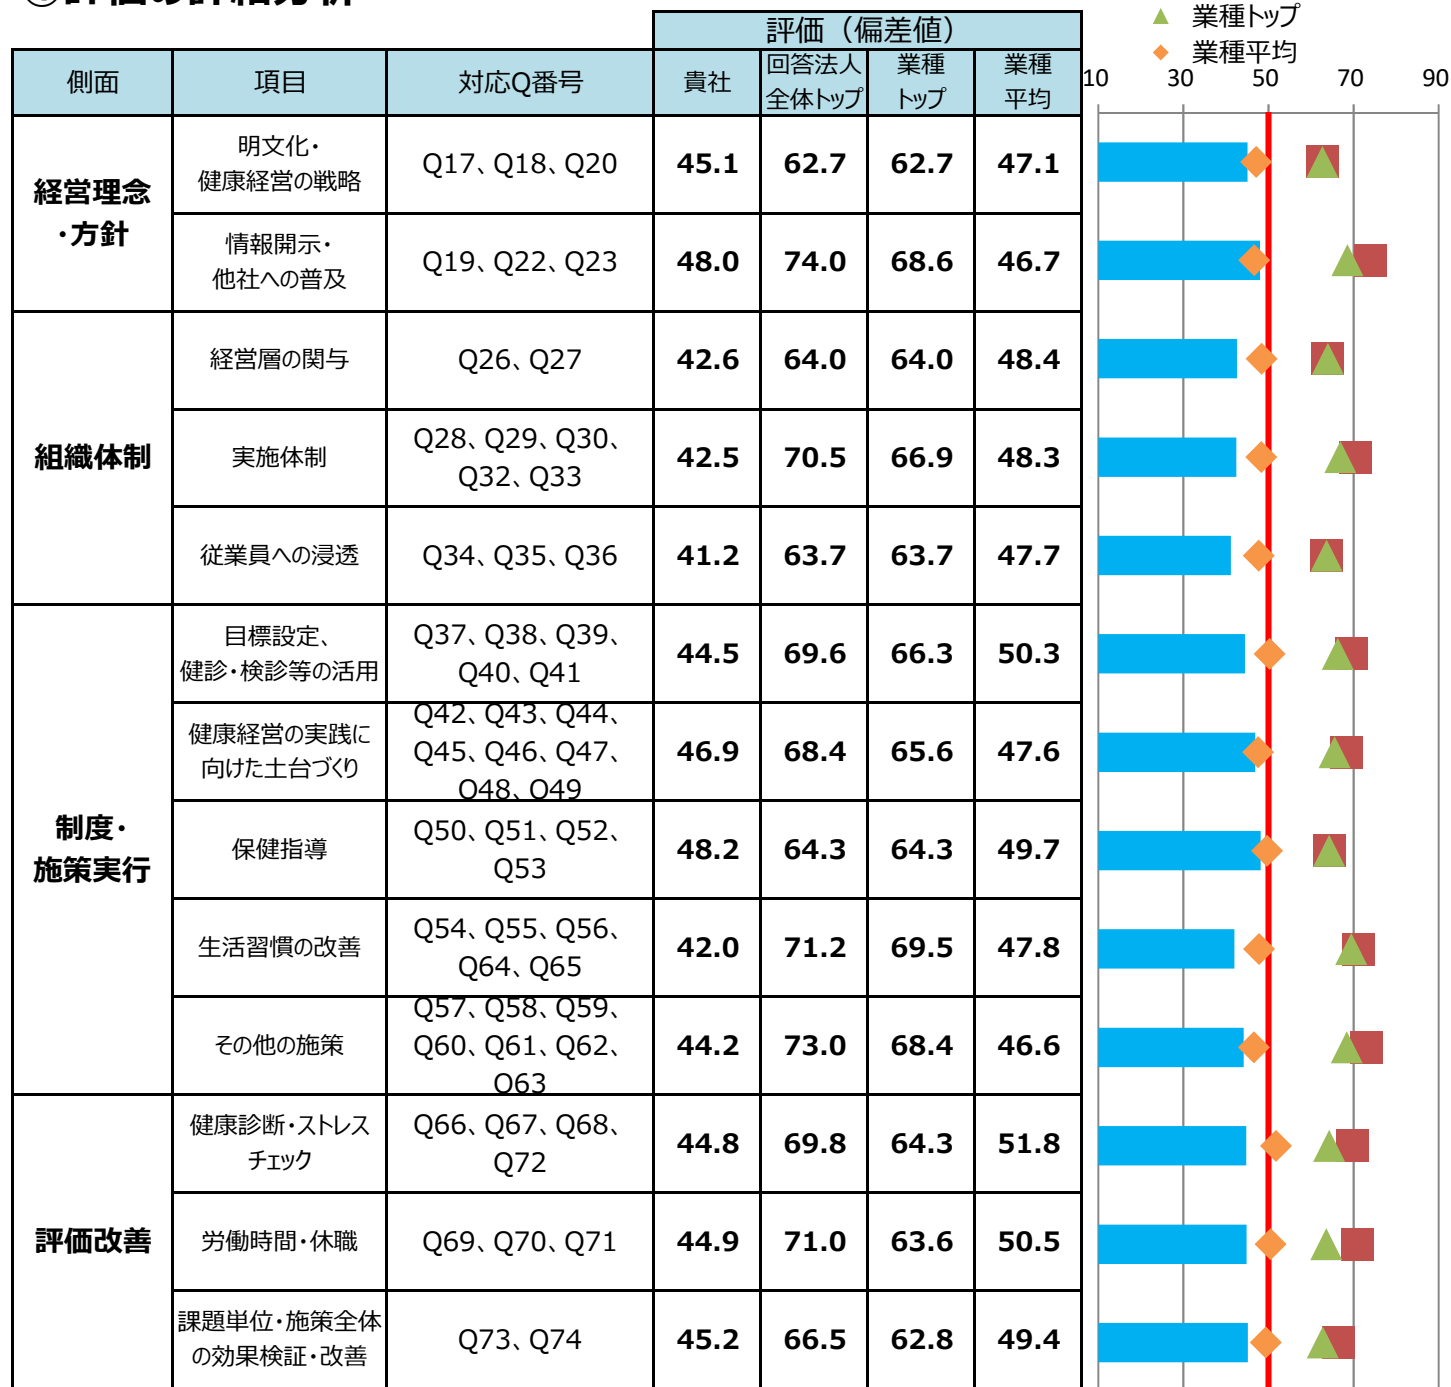 ▲ 業種トップ
◆ 業種平均
評価（偏差値）
側面 項目 対応Q番号 貴社 回答法人 業種 業種
全体トップ トップ 平均
10 30 50 70 90
経営理念
・方針
明文化・
健康経営の戦略
Q17、Q18、Q20 45.1 62.7 62.7 47.1
情報開示・
他社への普及
Q19、Q22、Q23 48.0 74.0 68.6 46.7
組織体制
経営層の関与 Q26、Q27 42.6 64.0 64.0 48.4
実施体制
Q28、Q29、Q30、
Q32、Q33
42.5 70.5 66.9 48.3
従業員への浸透 Q34、Q35、Q36 41.2 63.7 63.7 47.7
制度・
施策実行
目標設定、
健診・検診等の活用
Q37、Q38、Q39、
Q40、Q41
44.5 69.6 66.3 50.3
健康経営の実践に
向けた土台づくり
Q42、Q43、Q44、
Q45、Q46、Q47、
Q48、Q49
46.9 68.4 65.6 47.6
保健指導
Q50、Q51、Q52、
Q53
48.2 64.3 64.3 49.7
生活習慣の改善
Q54、Q55、Q56、
Q64、Q65
42.0 71.2 69.5 47.8
その他の施策
Q57、Q58、Q59、
Q60、Q61、Q62、
Q63
44.2 73.0 68.4 46.6
評価改善
健康診断・ストレス
チェック
Q66、Q67、Q68、
Q72
44.8 69.8 64.3 51.8
労働時間・休職 Q69、Q70、Q71 44.9 71.0 63.6 50.5
課題単位・施策全体
の効果検証・改善
Q73、Q74 45.2 66.5 62.8 49.4